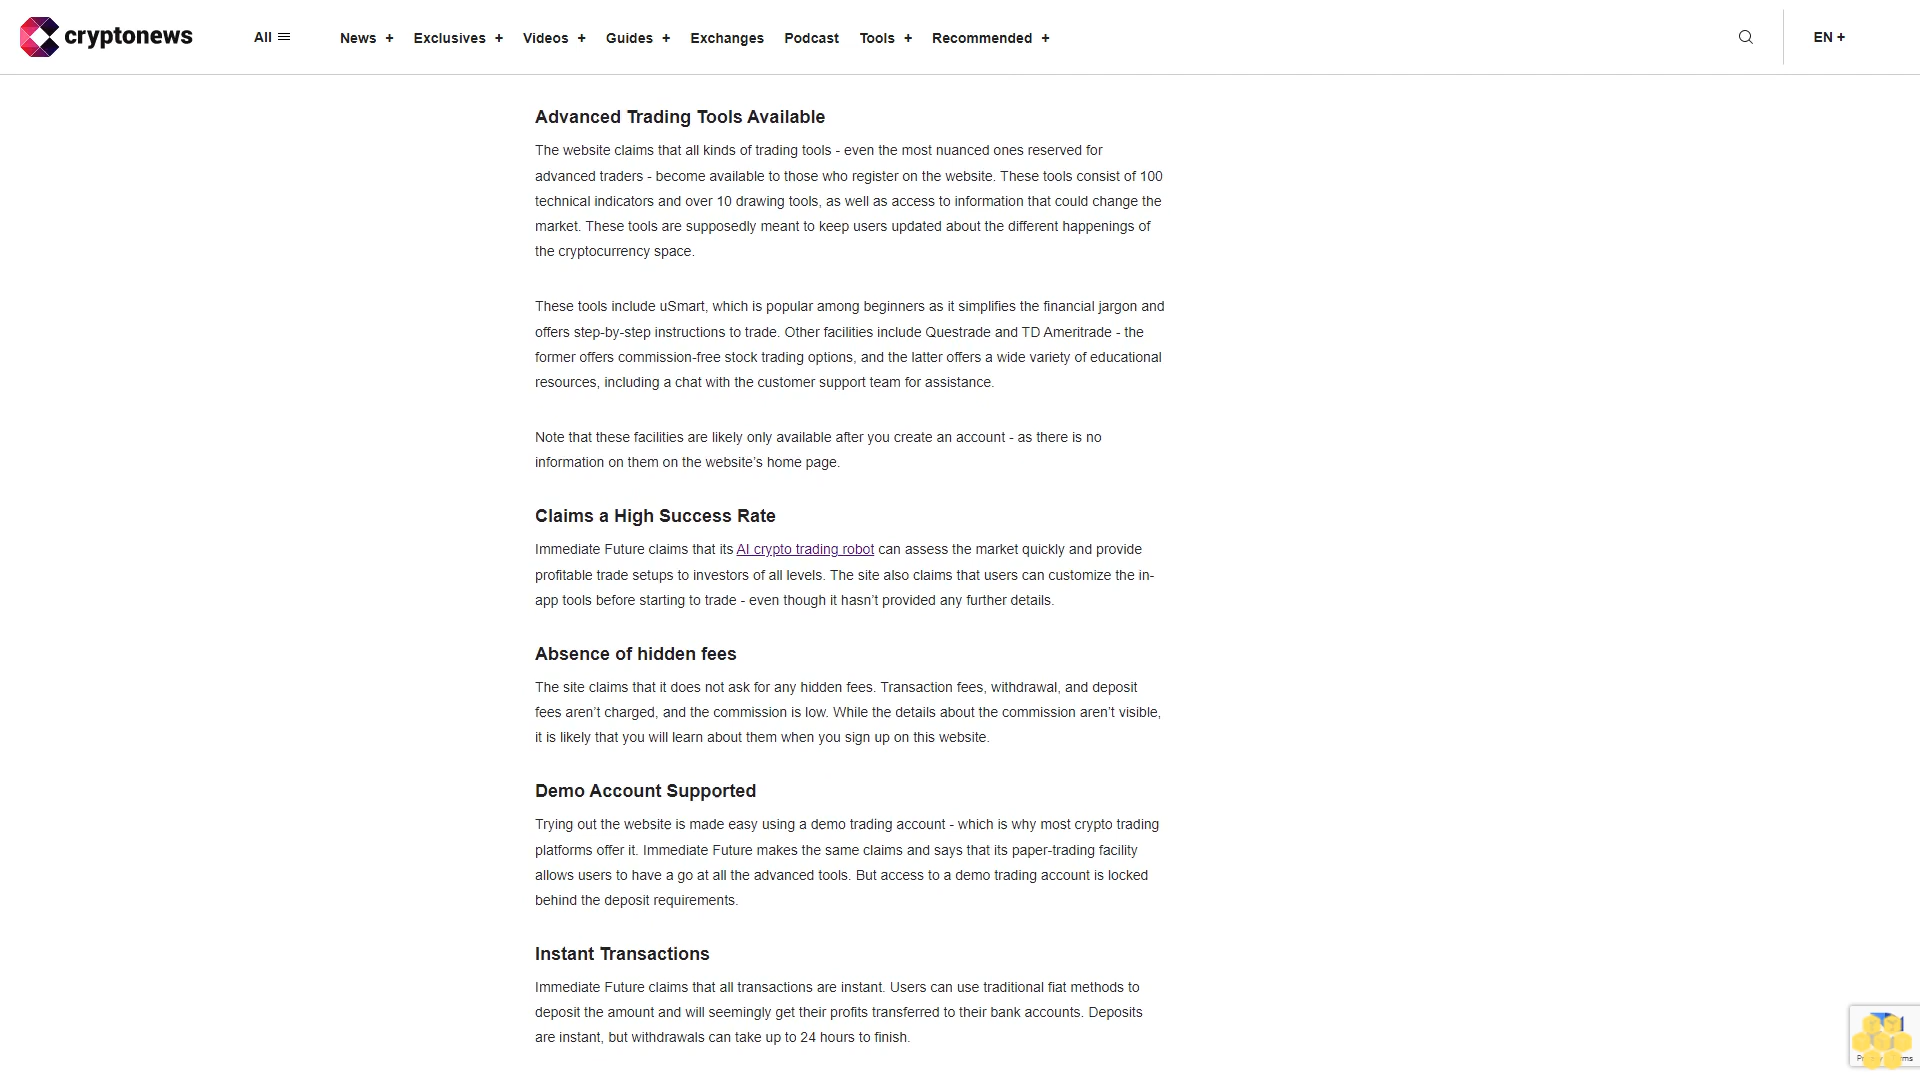 cryptonews
All
News + Exclusives + Videos + Guides + Exchanges Podcast Tools + Recommended +
EN +
Advanced Trading Tools Available
The website claims that all kinds of trading tools - even the most nuanced ones reserved for
advanced traders - become available to those who register on the website. These tools consist of 100
technical indicators and over 10 drawing tools, as well as access to information that could change the
market. These tools are supposedly meant to keep users updated about the different happenings of
the cryptocurrency space.
These tools include uSmart, which is popular among beginners as it simplifies the financial jargon and
offers step-by-step instructions to trade. Other facilities include Questrade and TD Ameritrade - the
former offers commission-free stock trading options, and the latter offers a wide variety of educational
resources, including a chat with the customer support team for assistance.
Note that these facilities are likely only available after you create an account - as there is no
information on them on the website’s home page.
Claims a High Success Rate
Immediate Future claims that its AI crypto trading robot can assess the market quickly and provide
profitable trade setups to investors of all levels. The site also claims that users can customize the in-
app tools before starting to trade - even though it hasn’t provided any further details.
Absence of hidden fees
The site claims that it does not ask for any hidden fees. Transaction fees, withdrawal, and deposit
fees aren’t charged, and the commission is low. While the details about the commission aren’t visible,
it is likely that you will learn about them when you sign up on this website.
Demo Account Supported
Trying out the website is made easy using a demo trading account - which is why most crypto trading
platforms offer it. Immediate Future makes the same claims and says that its paper-trading facility
allows users to have a go at all the advanced tools. But access to a demo trading account is locked
behind the deposit requirements.
Instant Transactions
Immediate Future claims that all transactions are instant. Users can use traditional fiat methods to
deposit the amount and will seemingly get their profits transferred to their bank accounts. Deposits
are instant, but withdrawals can take up to 24 hours to finish.